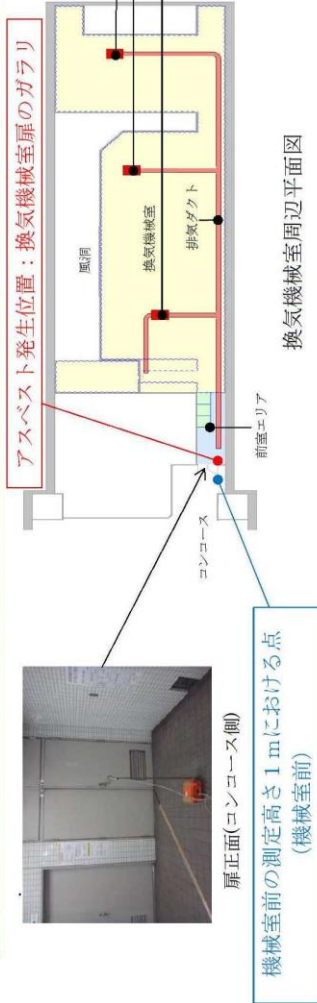 アスベスト発生位置：換気機械室扉のガラリ
風洞
換気機械室
排気ダクト
前室エリア
コンコース
換気機械室周辺平面図
扉正面(コンコース側)
機械室前の測定高さ１ｍにおける点
(機械室前)